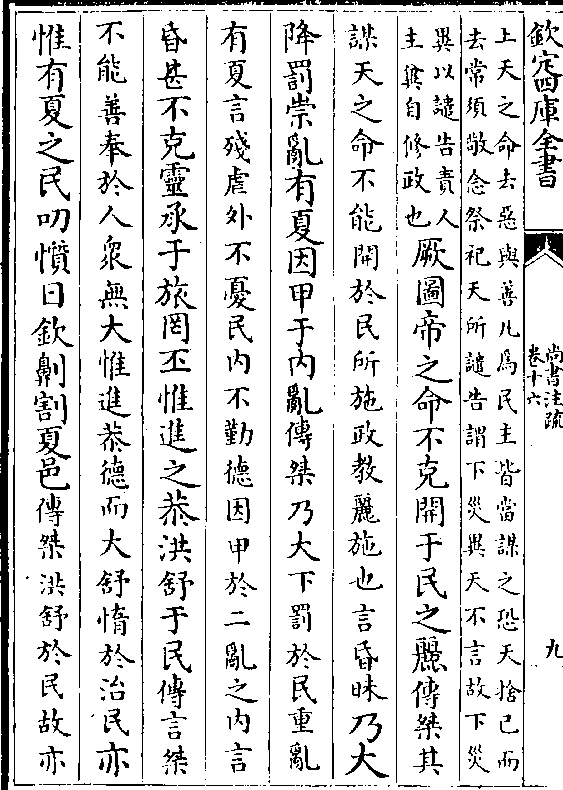 欽定四庫全書
尚書注疏
卷十六
九
上天之命去惡與善凡爲民主皆當謀之恐天捨已而
去常須敬念祭祀天所譴告謂下災異天不言故下災
異以譴告責人
主兾自修政也厥圖帝之命不克開于民之麗傳桀其
謀天之命不能開於民所施政教麗施也言昏昧乃大
降罰崇亂有夏因甲于内亂傳桀乃大下罰於民重亂
有夏言殘虐外不憂民内不勤德因甲於二亂之内言
昏甚不克靈承于旅罔丕惟進之恭洪舒于民傳言桀
不能善奉於人衆無大惟進恭德而大舒惰於治民亦
惟有夏之民叨懫日欽劓割夏邑傳桀洪舒於民故亦